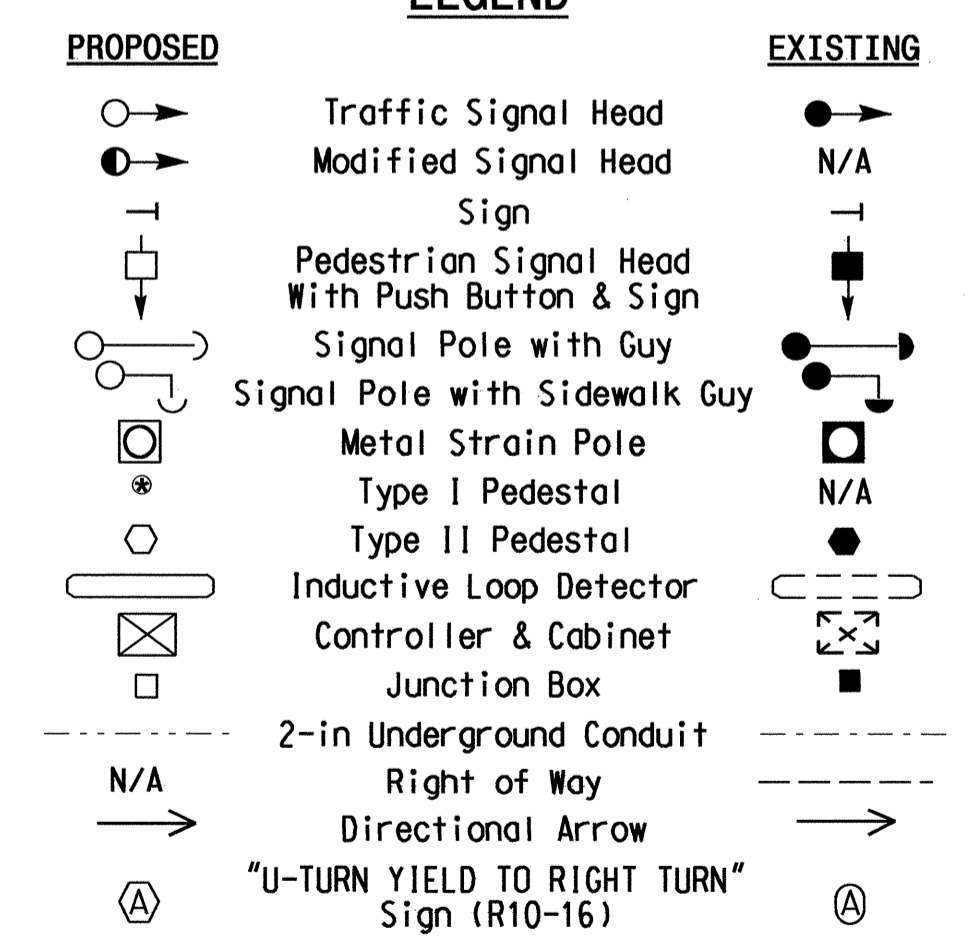 LEGEND
PROPOSED EXISTING
Traffic Signal Head
Modified Signal Head N/A
Sign
Pedestrian Signal Head
With Push Button & Sign
Signal Pole with Guy
Signal Pole with Sidewalk Guy
Metal Strain Pole
Type I Pedestal N/A
Type II Pedestal
Inductive Loop Detector
Controller & Cabinet
Junction Box
2-in Underground Conduit
N/A Right of Way
Directional Arrow
"U-TURN YIELD TO RIGHT TURN"
A Sign (R10-16) A